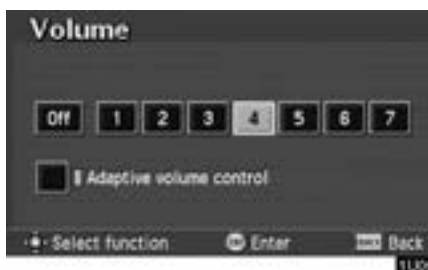 Volume
Off 1 2 3 4 5 6 7
Adaptive volume control
Select function Enter Back